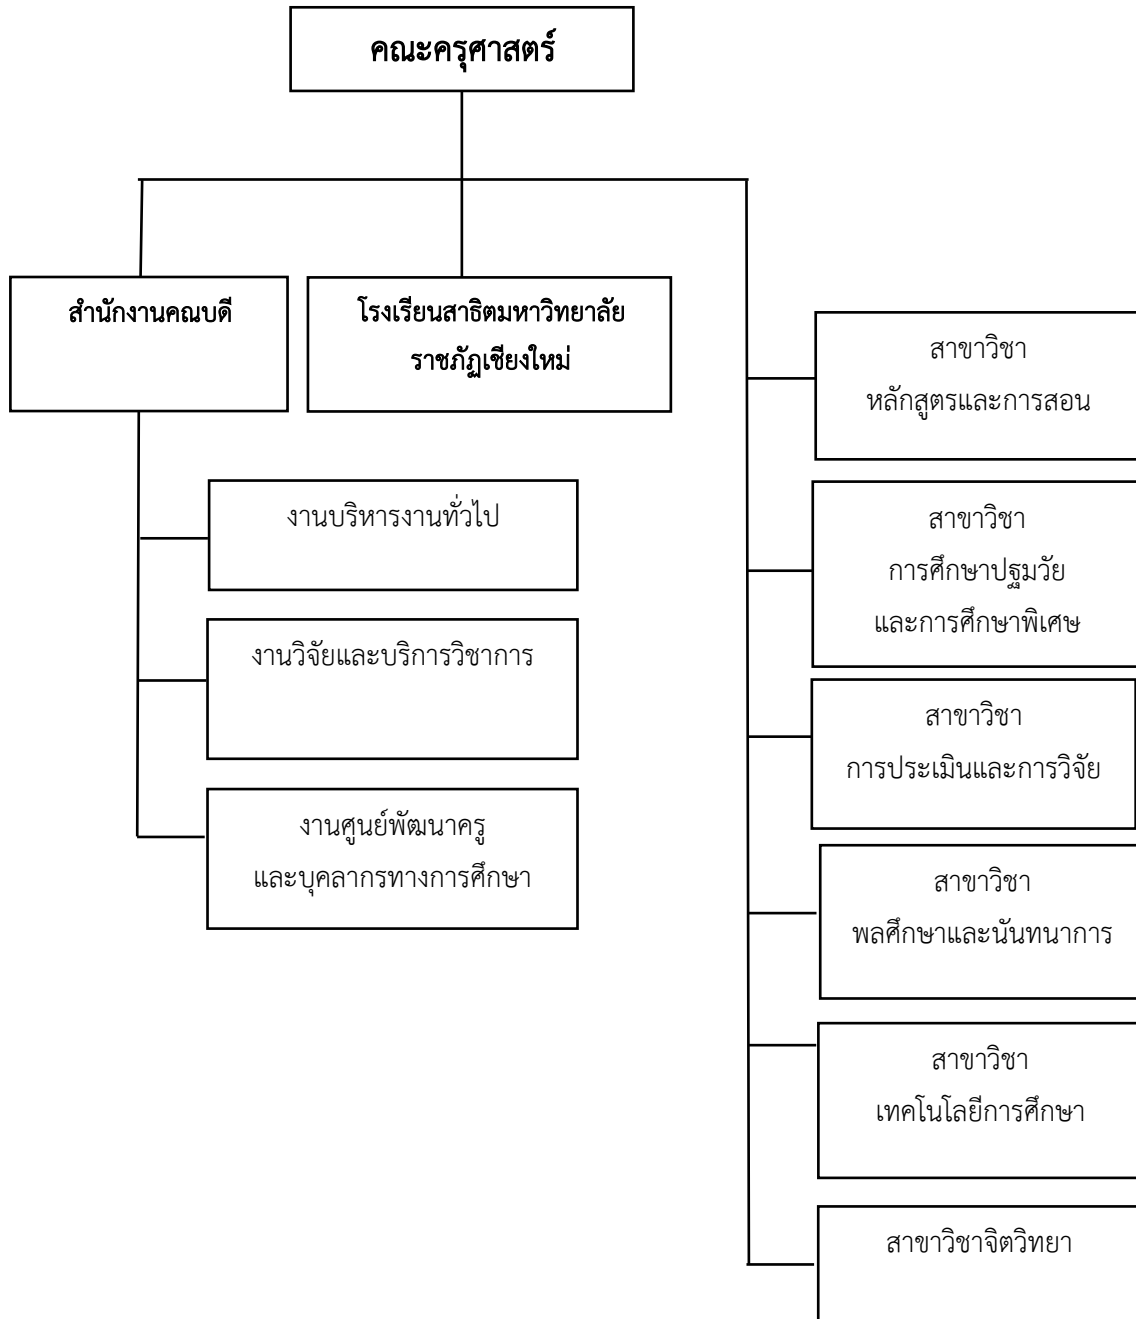 คณะครุศาสตร์
สำนักงานคณบดี
โรงเรียนสาธิตมหาวิทยาลัย
ราชภัฏเชียงใหม่
งานบริหารงานทั่วไป
งานวิจัยและบริการวิชาการ
งานศูนย์พัฒนาครู
และบุคลากรทางการศึกษา
สาขาวิชา
หลักสูตรและการสอน
สาขาวิชา
การศึกษาปฐมวัย
และการศึกษาพิเศษ
สาขาวิชา
การประเมินและการวิจัย
สาขาวิชา
พลศึกษาและนันทนาการ
สาขาวิชา
เทคโนโลยีการศึกษา
สาขาวิชาจิตวิทยา